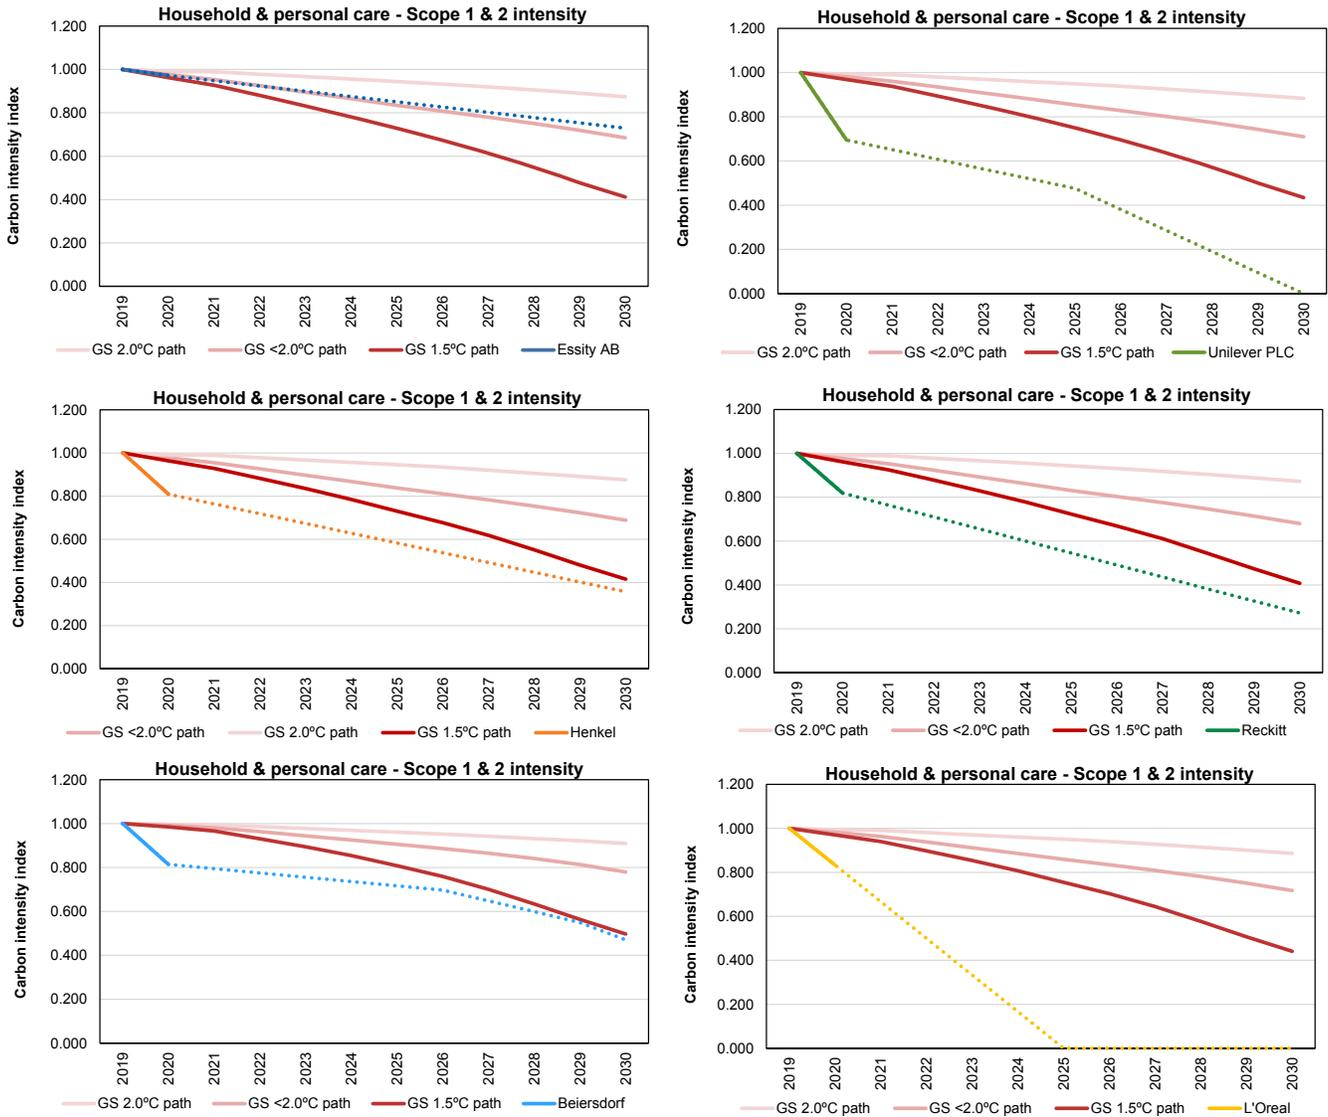 Household & personal care - Scope 1 & 2 intensity
Carbon intensity index
1.200
1.000
0.800
0.600
0.400
0.200
0.000
2019 2020 2021 2022 2023 2024 2025 2026 2027 2028 2029 2030
GS 2.0ºC path GS <2.0ºC path GS 1.5ºC path Essity AB
Household & personal care - Scope 1 & 2 intensity
Carbon intensity index
1.200
1.000
0.800
0.600
0.400
0.200
0.000
2019 2020 2021 2022 2023 2024 2025 2026 2027 2028 2029 2030
GS 2.0ºC path GS <2.0ºC path GS 1.5ºC path Unilever PLC
Household & personal care - Scope 1 & 2 intensity
Carbon intensity index
1.200
1.000
0.800
0.600
0.400
0.200
0.000
2019 2020 2021 2022 2023 2024 2025 2026 2027 2028 2029 2030
GS <2.0ºC path GS 2.0ºC path GS 1.5ºC path Henkel
Household & personal care - Scope 1 & 2 intensity
Carbon intensity index
1.200
1.000
0.800
0.600
0.400
0.200
0.000
2019 2020 2021 2022 2023 2024 2025 2026 2027 2028 2029 2030
GS 2.0ºC path GS <2.0ºC path GS 1.5ºC path Reckitt
Household & personal care - Scope 1 & 2 intensity
Carbon intensity index
1.200
1.000
0.800
0.600
0.400
0.200
0.000
2019 2020 2021 2022 2023 2024 2025 2026 2027 2028 2029 2030
GS 2.0ºC path GS <2.0ºC path GS 1.5ºC path Beiersdorf
Household & personal care - Scope 1 & 2 intensity
Carbon intensity index
1.200
1.000
0.800
0.600
0.400
0.200
0.000
2019 2020 2021 2022 2023 2024 2025 2026 2027 2028 2029 2030
GS 2.0ºC path GS <2.0ºC path GS 1.5ºC path L'Oreal